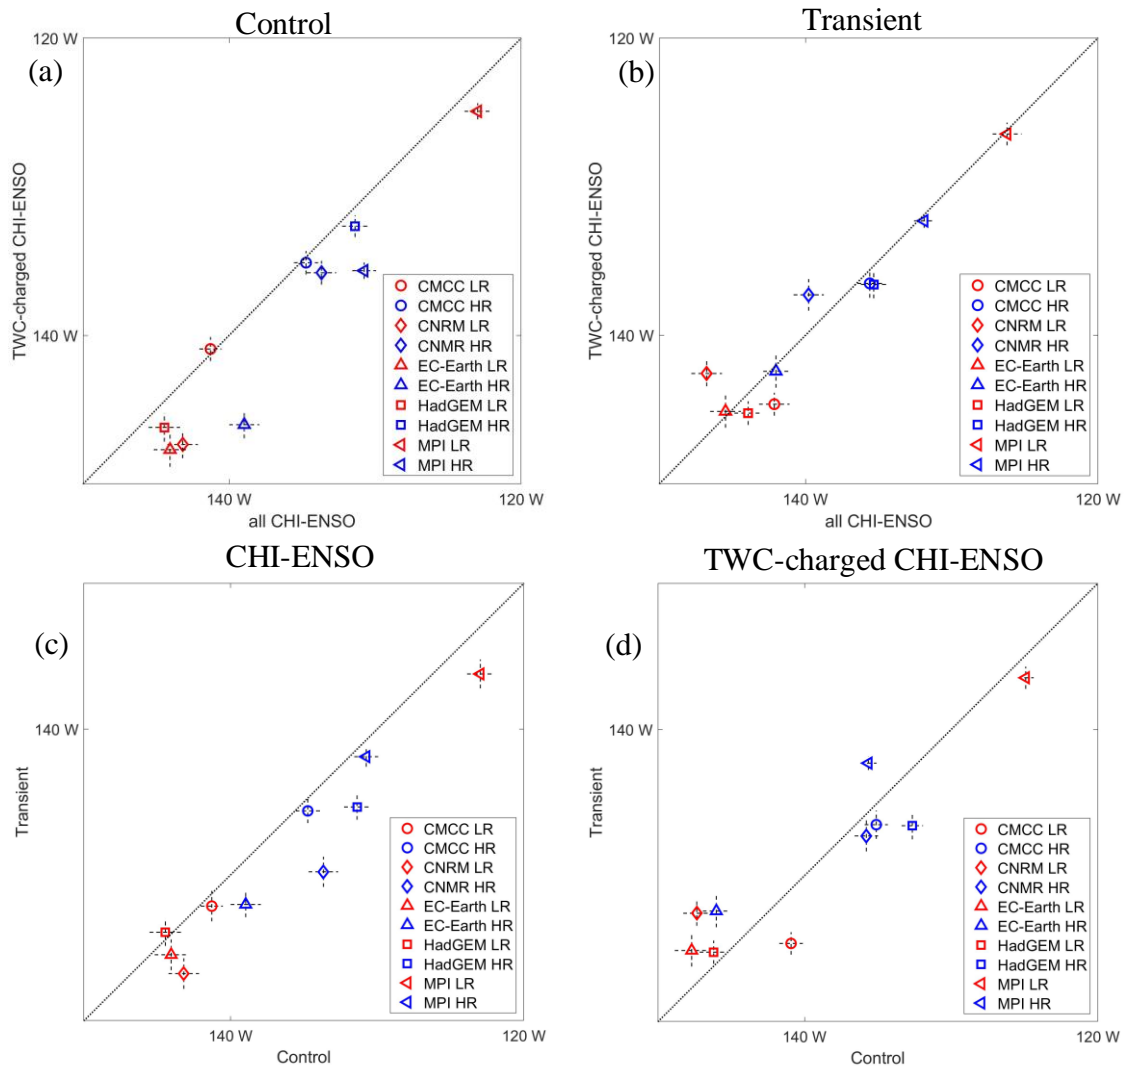 Control
Transient
120 W
(a)
140 W
TWC-charged CHI-ENSO
CMCC LR
CMCC HR
CNRM LR
CNMR HR
EC-Earth LR
EC-Earth HR
HadGEM LR
HadGEM HR
MPI LR
MPI HR
140 W
120 W
all CHI-ENSO
120 W
(b)
140 W
TWC-charged CHI-ENSO
CMCC LR
CMCC HR
CNRM LR
CNMR HR
EC-Earth LR
EC-Earth HR
HadGEM LR
HadGEM HR
MPI LR
MPI HR
140 W
120 W
all CHI-ENSO
CHI-ENSO
TWC-charged CHI-ENSO
(c)
140 W
Transient
CMCC LR
CMCC HR
CNRM LR
CNMR HR
EC-Earth LR
EC-Earth HR
HadGEM LR
HadGEM HR
MPI LR
MPI HR
140 W
120 W
Control
(d)
140 W
Transient
CMCC LR
CMCC HR
CNRM LR
CNMR HR
EC-Earth LR
EC-Earth HR
HadGEM LR
HadGEM HR
MPI LR
MPI HR
140 W
120 W
Control